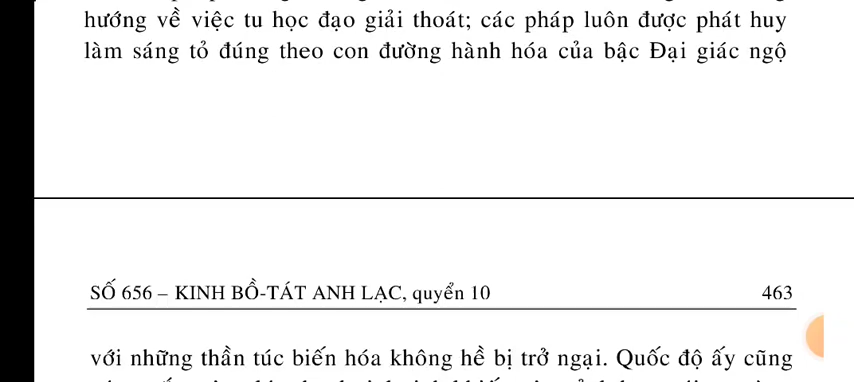 hướng về việc tu học đạo giải thoát; các pháp luôn được phát huy
làm sáng tỏ đúng theo con đường hành hóa của bậc Đại giác ngộ
SỐ 656 – KINH BỒ-TÁT ANH LẠC, quyển 10 463
với những thần túc biến hóa không hề bị trở ngại. Quốc độ ấy cũng